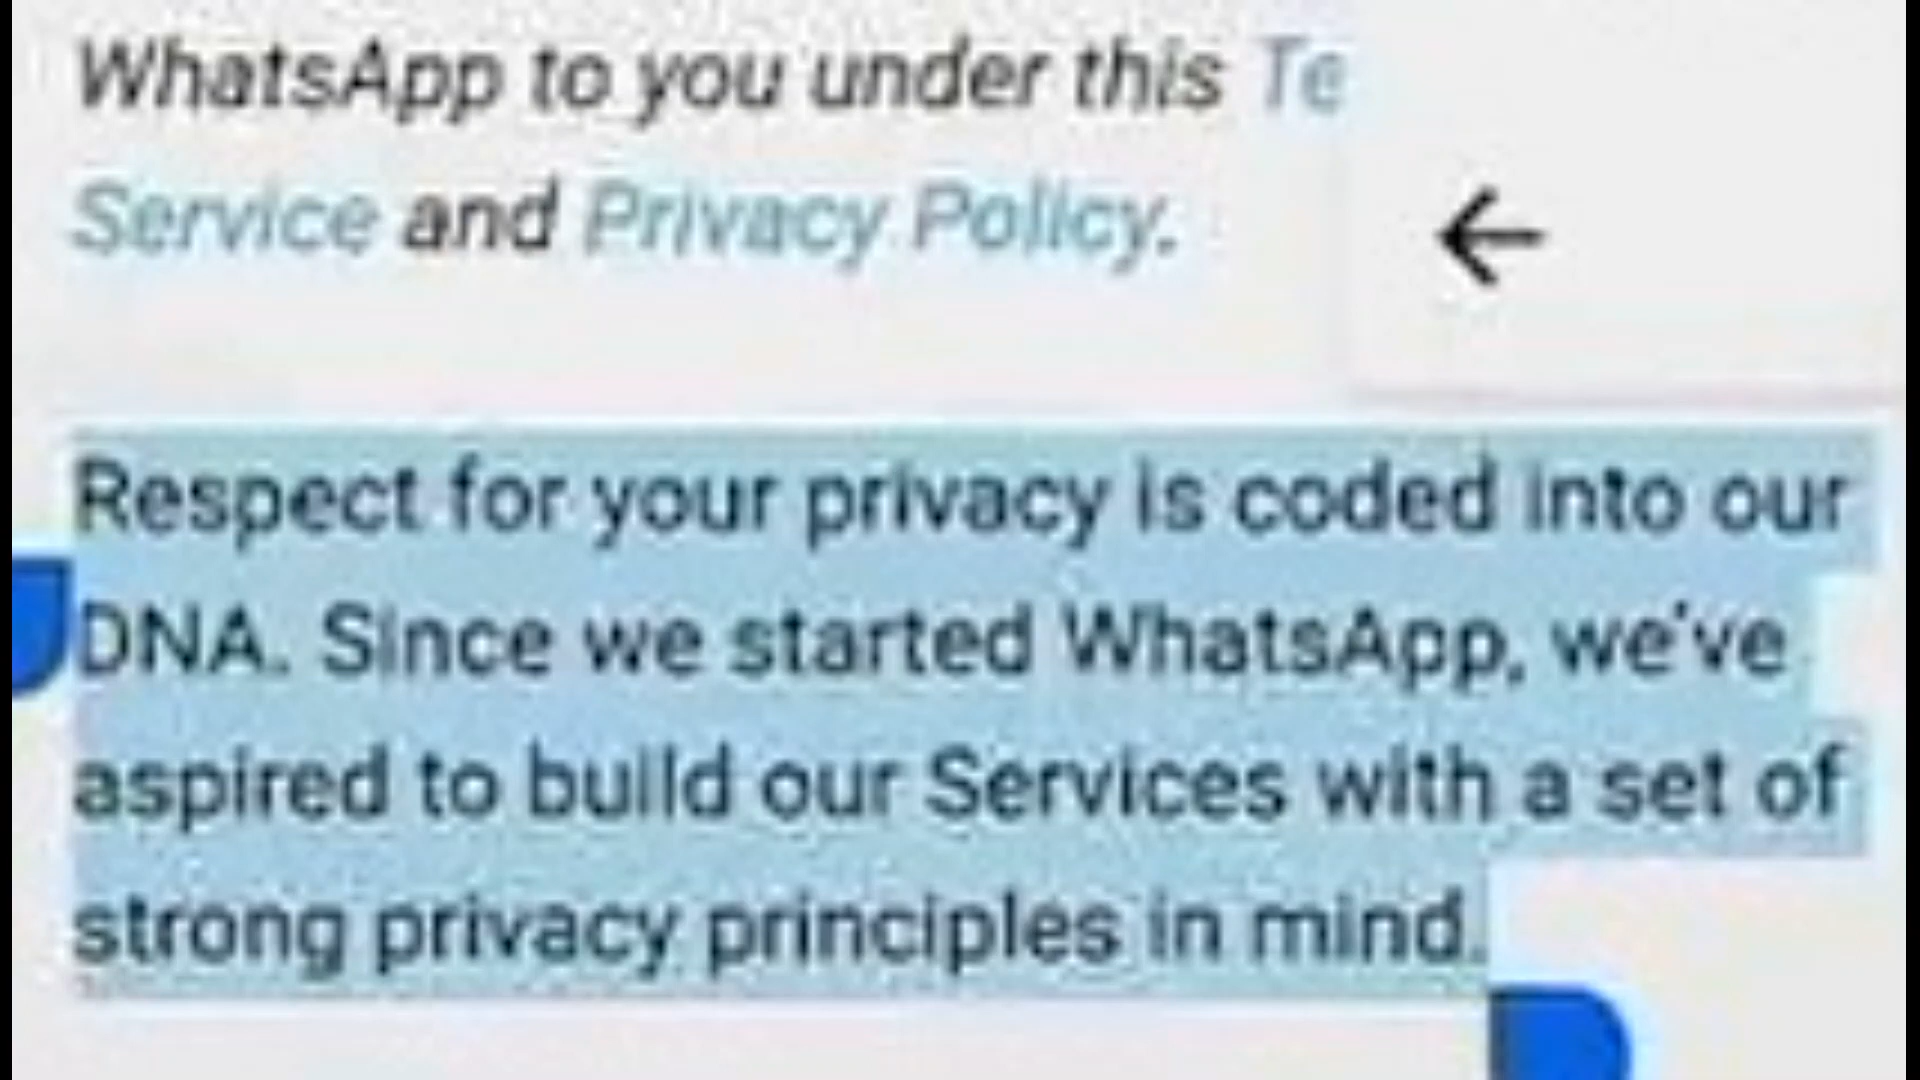 WhatsApp to you under this Te
Service and Privacy Policy.
Respect for your privacy is coded into our
DNA. Since we started WhatsApp, we've
aspired to build our Services with a set of
strong privacy principles in mind.